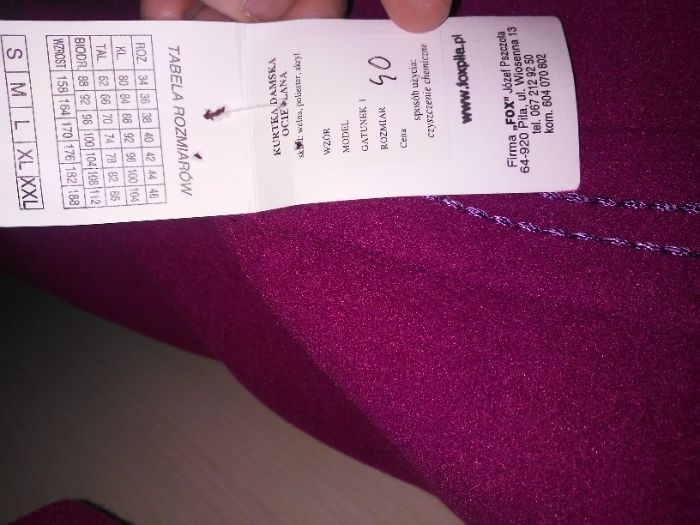 TABELA ROZMIARÓW
ROZ 34 36 38 40 42 44 46
KL 80 84 88 92 96 100 104
TAL 62 66 70 74 78 82 86
BIODR 88 92 96 100 104 108 112
WZROST 158 164 170 176 182 188
S M L XL XXL
KURTKA DAMSKA
OCIEPLANA
skład: wełna, poliester, akryl
WZÓR
MODEL
GATUNEK I
ROZMIAR 40
Cena
sposób użycia:
czyszczenie chemiczne
www.foxpila.pl
Firma „FOX” Józef Pszczoła
64-920 Piła, ul. Wiosenna 13
tel. 067 212 92 50
kom. 604 070 602